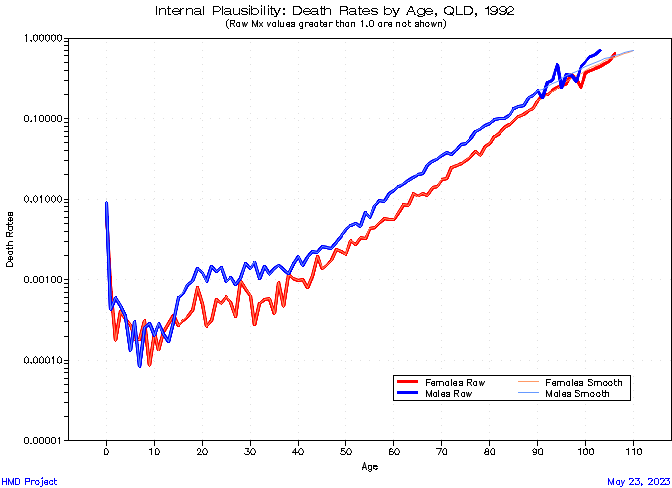 Internal Plausibility: Death Rates by Age, QLD, 1992
(Raw Mx values greater than 1.0 are not shown)
1.00000
0.10000
0.01000
0.00100
0.00010
0.00001
Death Rates
0 10 20 30 40 50 60 70 80 90 100 110
Age
Females Raw Females Smooth
Males Raw Males Smooth
HMD Project May 23, 2023